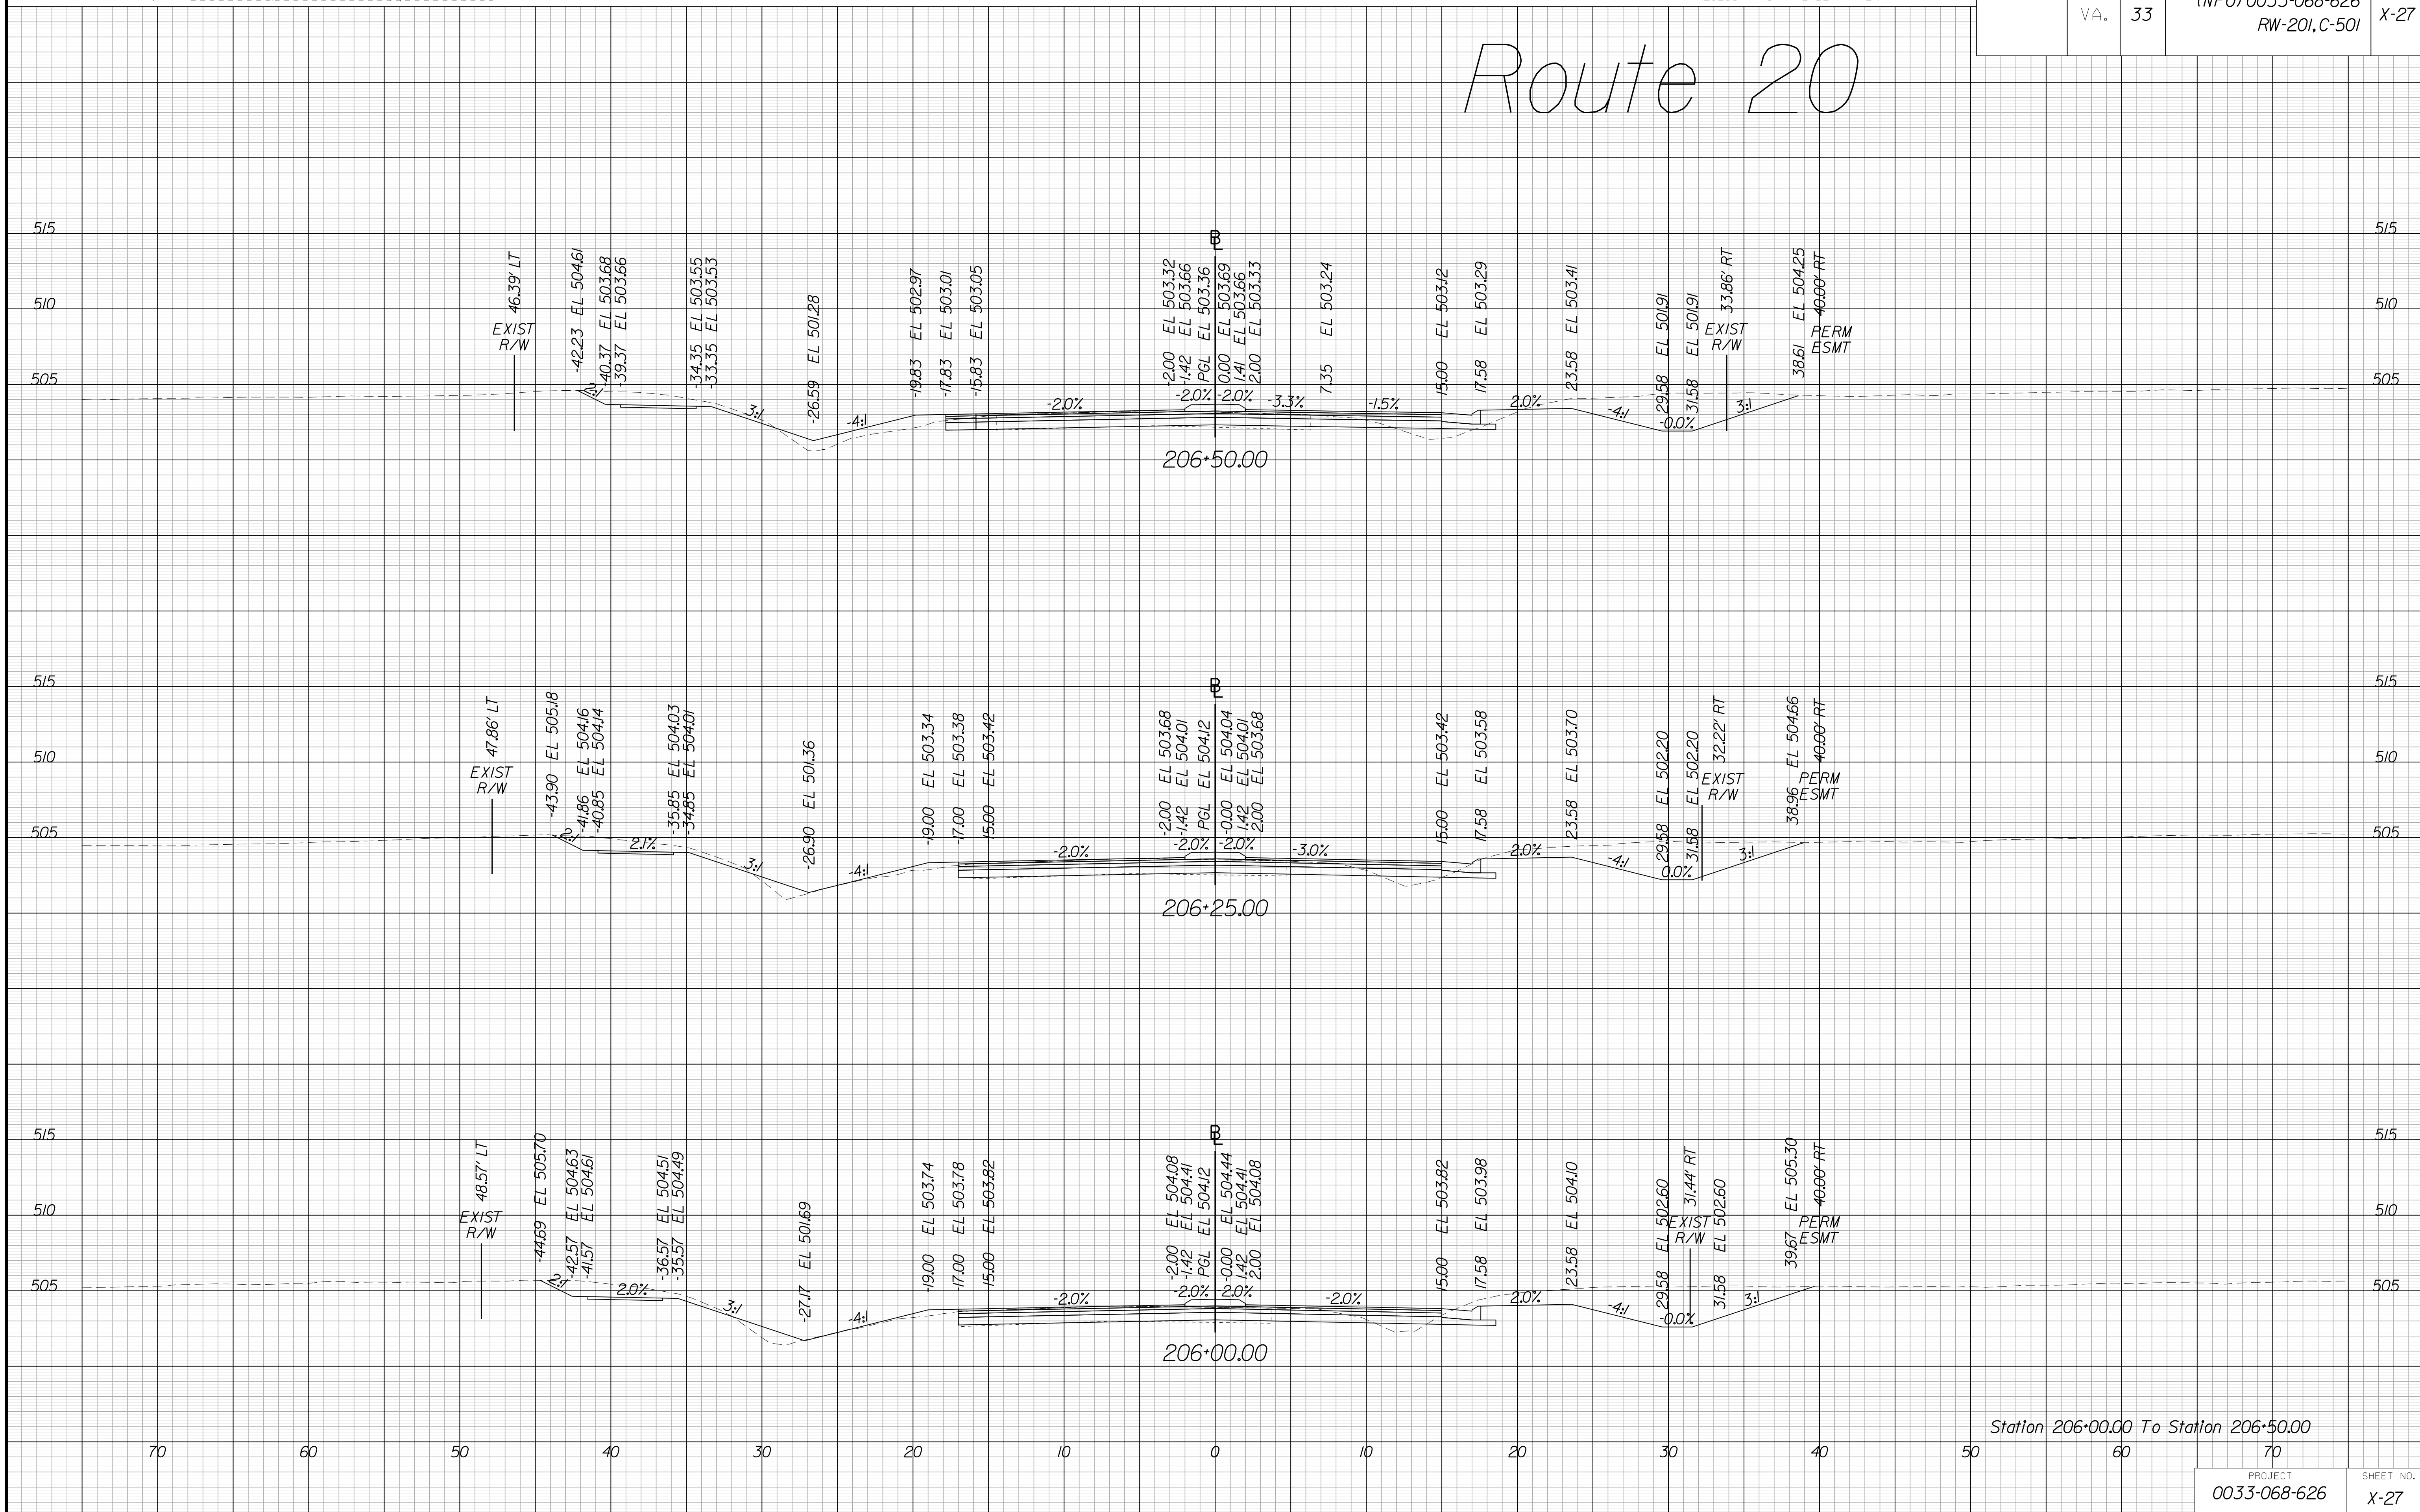 VA.
33
RW-201, C-501
X-27
Route 20
515
515
510
510
505
505
EXIST R/W 46.39' LT
-42.23 EL 504.61
-40.37 EL 503.68
-39.37 EL 503.66
-34.35 EL 503.55
-33.35 EL 503.53
-26.59 EL 501.28
-19.83 EL 502.97
-17.83 EL 503.01
-15.83 EL 503.05
-2.00 EL 503.32
-1.42 EL 503.66
PGL EL 503.36
0.00 EL 503.69
1.41 EL 503.66
2.00 EL 503.33
7.35 EL 503.24
15.00 EL 503.12
17.58 EL 503.29
23.58 EL 503.41
29.58 EL 501.91
31.58 EL 501.91
EXIST R/W 33.86' RT
38.61 EL 504.25
PERM ESMT 40.00' RT
℄B
2:1
3:1
-4:1
-2.0%
-2.0%
-2.0%
-3.3%
-1.5%
2.0%
-4:1
-0.0%
3:1
206+50.00
515
515
510
510
505
505
EXIST R/W 47.86' LT
-43.90 EL 505.18
-41.86 EL 504.16
-40.85 EL 504.14
-35.85 EL 504.03
-34.85 EL 504.01
-26.90 EL 501.36
-19.00 EL 503.34
-17.00 EL 503.38
-15.00 EL 503.42
-2.00 EL 503.68
-1.42 EL 504.01
PGL EL 504.12
-0.00 EL 504.04
1.42 EL 504.01
2.00 EL 503.68
15.00 EL 503.42
17.58 EL 503.58
23.58 EL 503.70
29.58 EL 502.20
31.58 EL 502.20
EXIST R/W 32.22' RT
38.96 EL 504.66
PERM ESMT 40.00' RT
2:1
2.1%
3:1
-4:1
-2.0%
-2.0%
-2.0%
-3.0%
2.0%
-4:1
0.0%
3:1
206+25.00
515
515
510
510
505
505
EXIST R/W 48.57' LT
-44.69 EL 505.70
-42.57 EL 504.63
-41.57 EL 504.61
-36.57 EL 504.51
-35.57 EL 504.49
-27.17 EL 501.69
-19.00 EL 503.74
-17.00 EL 503.78
-15.00 EL 503.82
-2.00 EL 504.08
-1.42 EL 504.41
PGL EL 504.12
-0.00 EL 504.44
1.42 EL 504.41
2.00 EL 504.08
15.00 EL 503.82
17.58 EL 503.98
23.58 EL 504.10
29.58 EL 502.60
EXIST R/W 31.44' RT
31.58 EL 502.60
39.67 EL 505.30
PERM ESMT 40.00' RT
2:1
2.0%
3:1
-4:1
-2.0%
-2.0%
-2.0%
-2.0%
2.0%
-4:1
-0.0%
3:1
206+00.00
Station 206+00.00 To Station 206+50.00
70 60 50 40 30 20 10 0 10 20 30 40 50 60 70
PROJECT
0033-068-626
SHEET NO.
X-27